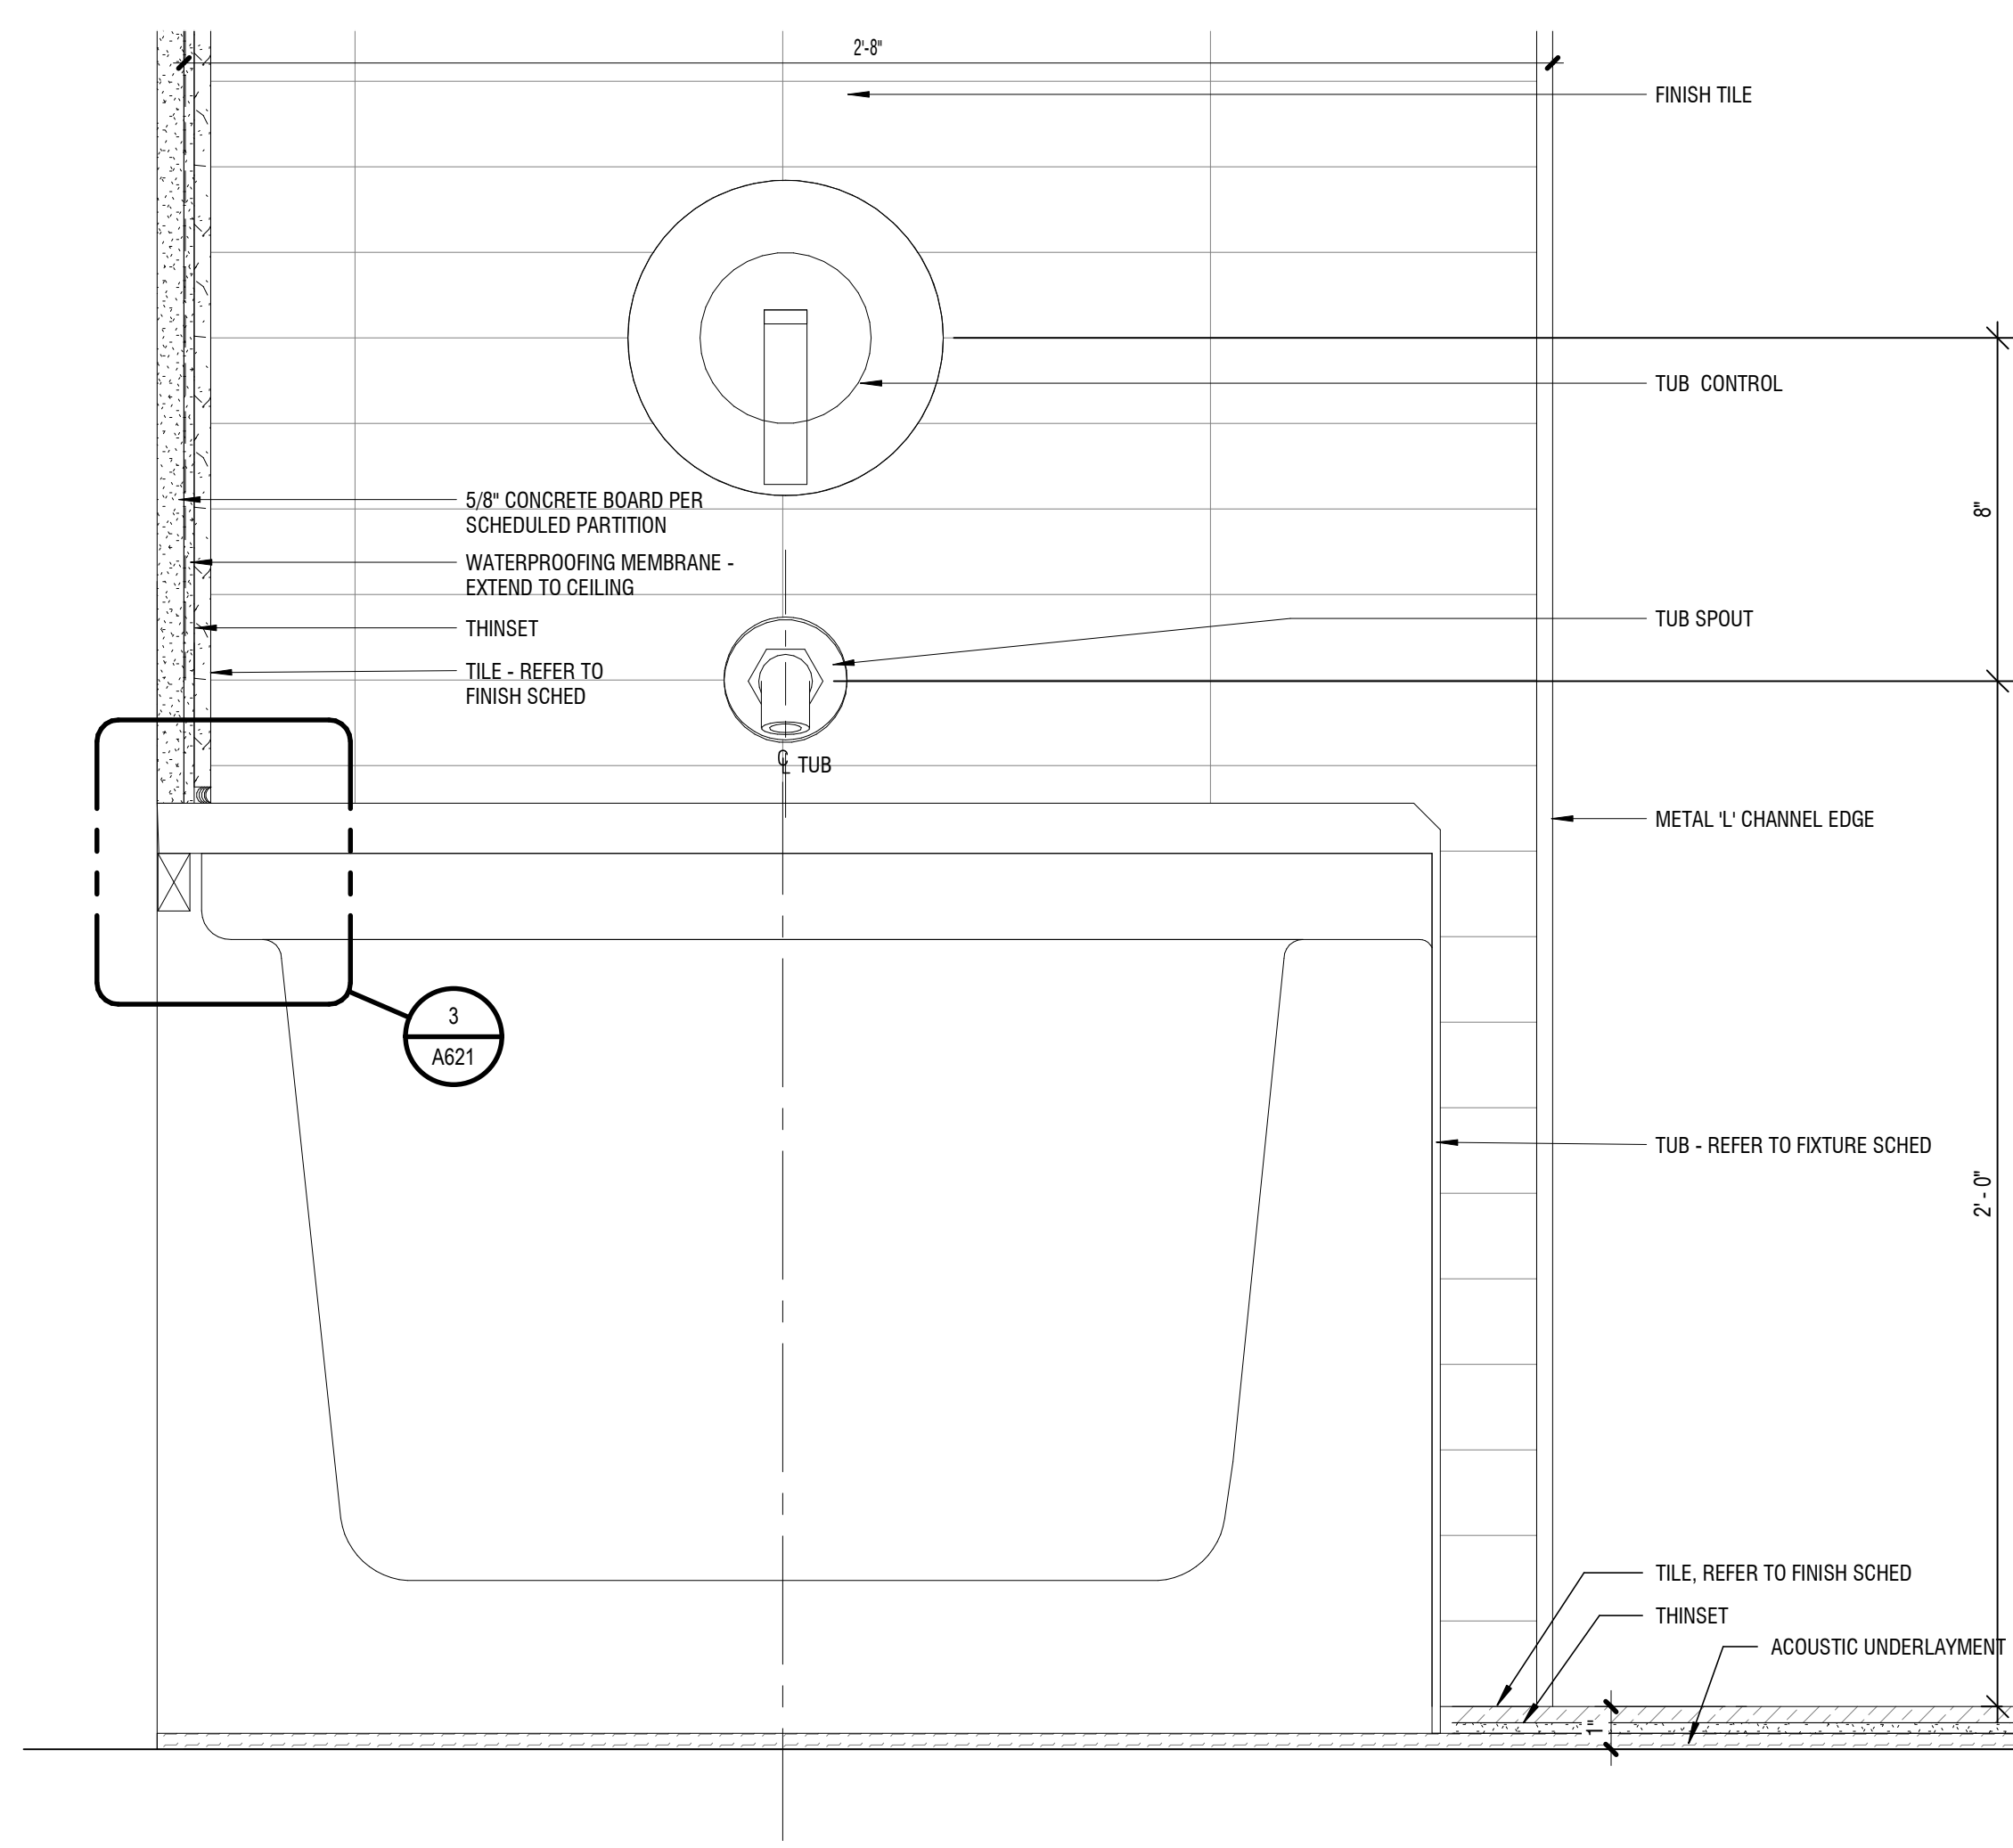 2'-8"
FINISH TILE
TUB CONTROL
5/8" CONCRETE BOARD PER
SCHEDULED PARTITION
8"
WATERPROOFING MEMBRANE -
EXTEND TO CEILING
THINSET
TUB SPOUT
TILE - REFER TO
FINISH SCHED
℄ TUB
METAL 'L' CHANNEL EDGE
3
A621
TUB - REFER TO FIXTURE SCHED
2' - 0"
TILE, REFER TO FINISH SCHED
THINSET
ACOUSTIC UNDERLAYMENT
1"